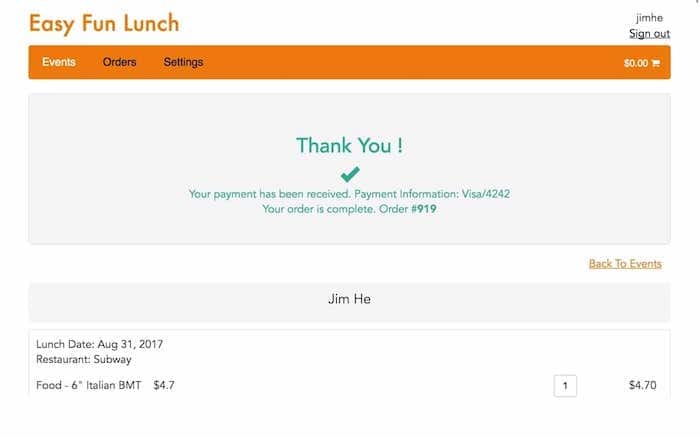 Easy Fun Lunch
jimhe
Sign out
Events Orders Settings $0.00
Thank You !
Your payment has been received. Payment Information: Visa/4242
Your order is complete. Order #919
Back To Events
Jim He
Lunch Date: Aug 31, 2017
Restaurant: Subway
Food - 6" Italian BMT $4.7 1 $4.70